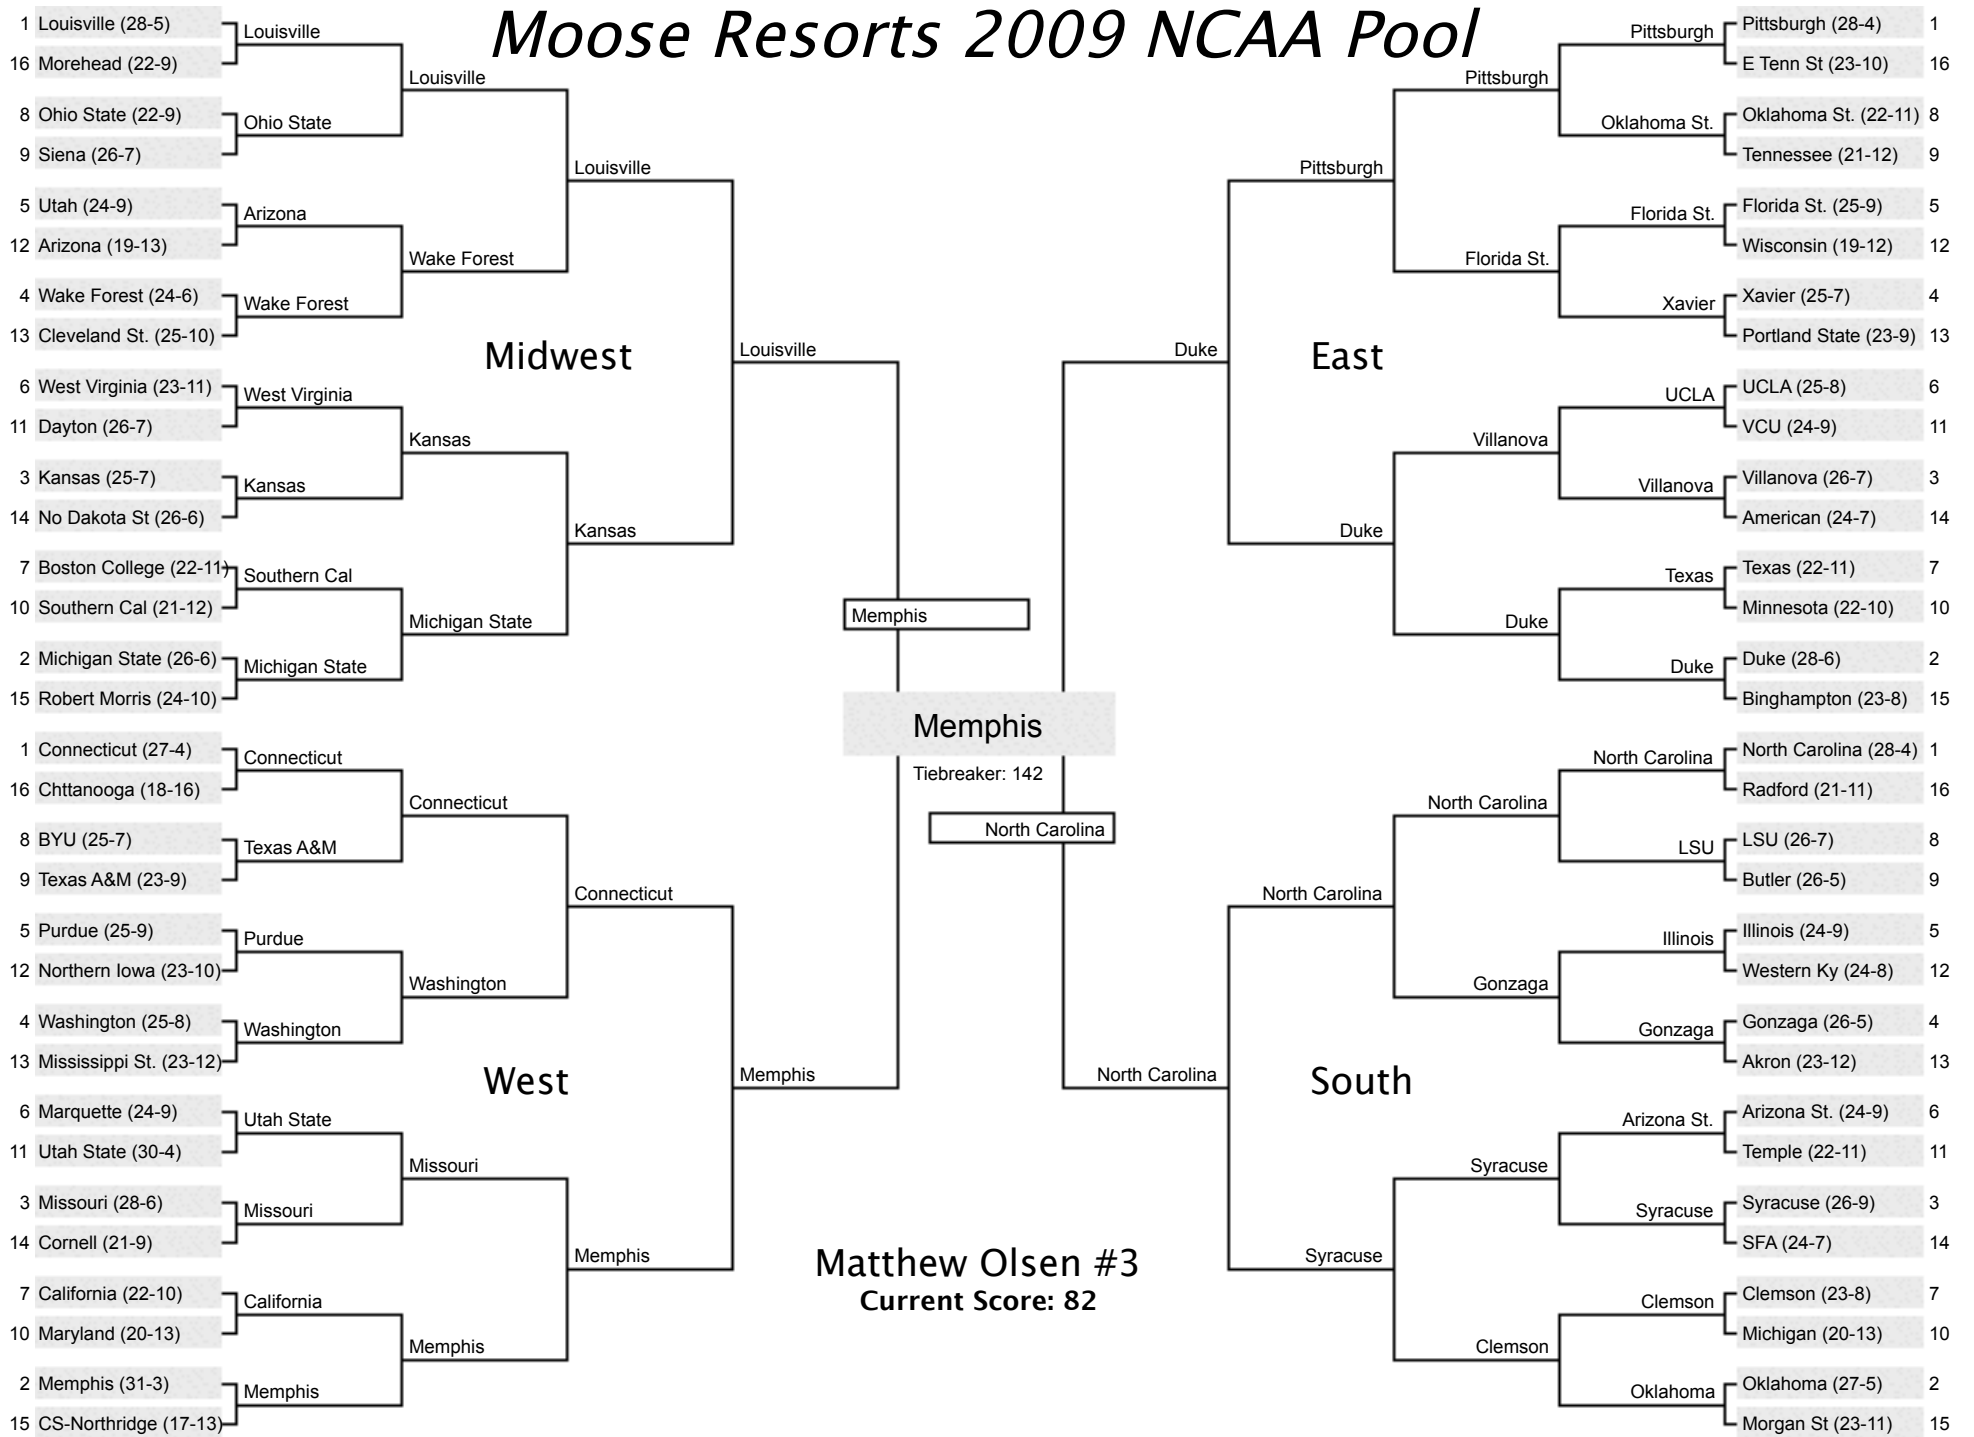 Moose Resorts 2009 NCAA Pool
1 Louisville (28-5)
16 Morehead (22-9)
8 Ohio State (22-9)
9 Siena (26-7)
5 Utah (24-9)
12 Arizona (19-13)
4 Wake Forest (24-6)
13 Cleveland St. (25-10)
6 West Virginia (23-11)
11 Dayton (26-7)
3 Kansas (25-7)
14 No Dakota St (26-6)
7 Boston College (22-11)
10 Southern Cal (21-12)
2 Michigan State (26-6)
15 Robert Morris (24-10)
Louisville
Ohio State
Arizona
Wake Forest
West Virginia
Kansas
Southern Cal
Michigan State
Louisville
Wake Forest
Kansas
Michigan State
Louisville
Kansas
Midwest
Louisville
1 Connecticut (27-4)
16 Chttanooga (18-16)
8 BYU (25-7)
9 Texas A&M (23-9)
5 Purdue (25-9)
12 Northern Iowa (23-10)
4 Washington (25-8)
13 Mississippi St. (23-12)
6 Marquette (24-9)
11 Utah State (30-4)
3 Missouri (28-6)
14 Cornell (21-9)
7 California (22-10)
10 Maryland (20-13)
2 Memphis (31-3)
15 CS-Northridge (17-13)
Connecticut
Texas A&M
Purdue
Washington
Utah State
Missouri
California
Memphis
Connecticut
Washington
Missouri
Memphis
Connecticut
Memphis
West
Memphis
Memphis
Memphis
Tiebreaker: 142
North Carolina
Matthew Olsen #3
Current Score: 82
Pittsburgh (28-4) 1
E Tenn St (23-10) 16
Oklahoma St. (22-11) 8
Tennessee (21-12) 9
Florida St. (25-9) 5
Wisconsin (19-12) 12
Xavier (25-7) 4
Portland State (23-9) 13
UCLA (25-8) 6
VCU (24-9) 11
Villanova (26-7) 3
American (24-7) 14
Texas (22-11) 7
Minnesota (22-10) 10
Duke (28-6) 2
Binghampton (23-8) 15
Pittsburgh
Oklahoma St.
Florida St.
Xavier
UCLA
Villanova
Texas
Duke
Pittsburgh
Florida St.
Villanova
Duke
Pittsburgh
Duke
East
Duke
North Carolina (28-4) 1
Radford (21-11) 16
LSU (26-7) 8
Butler (26-5) 9
Illinois (24-9) 5
Western Ky (24-8) 12
Gonzaga (26-5) 4
Akron (23-12) 13
Arizona St. (24-9) 6
Temple (22-11) 11
Syracuse (26-9) 3
SFA (24-7) 14
Clemson (23-8) 7
Michigan (20-13) 10
Oklahoma (27-5) 2
Morgan St (23-11) 15
North Carolina
LSU
Illinois
Gonzaga
Arizona St.
Syracuse
Clemson
Oklahoma
North Carolina
Gonzaga
Syracuse
Clemson
North Carolina
Syracuse
South
North Carolina